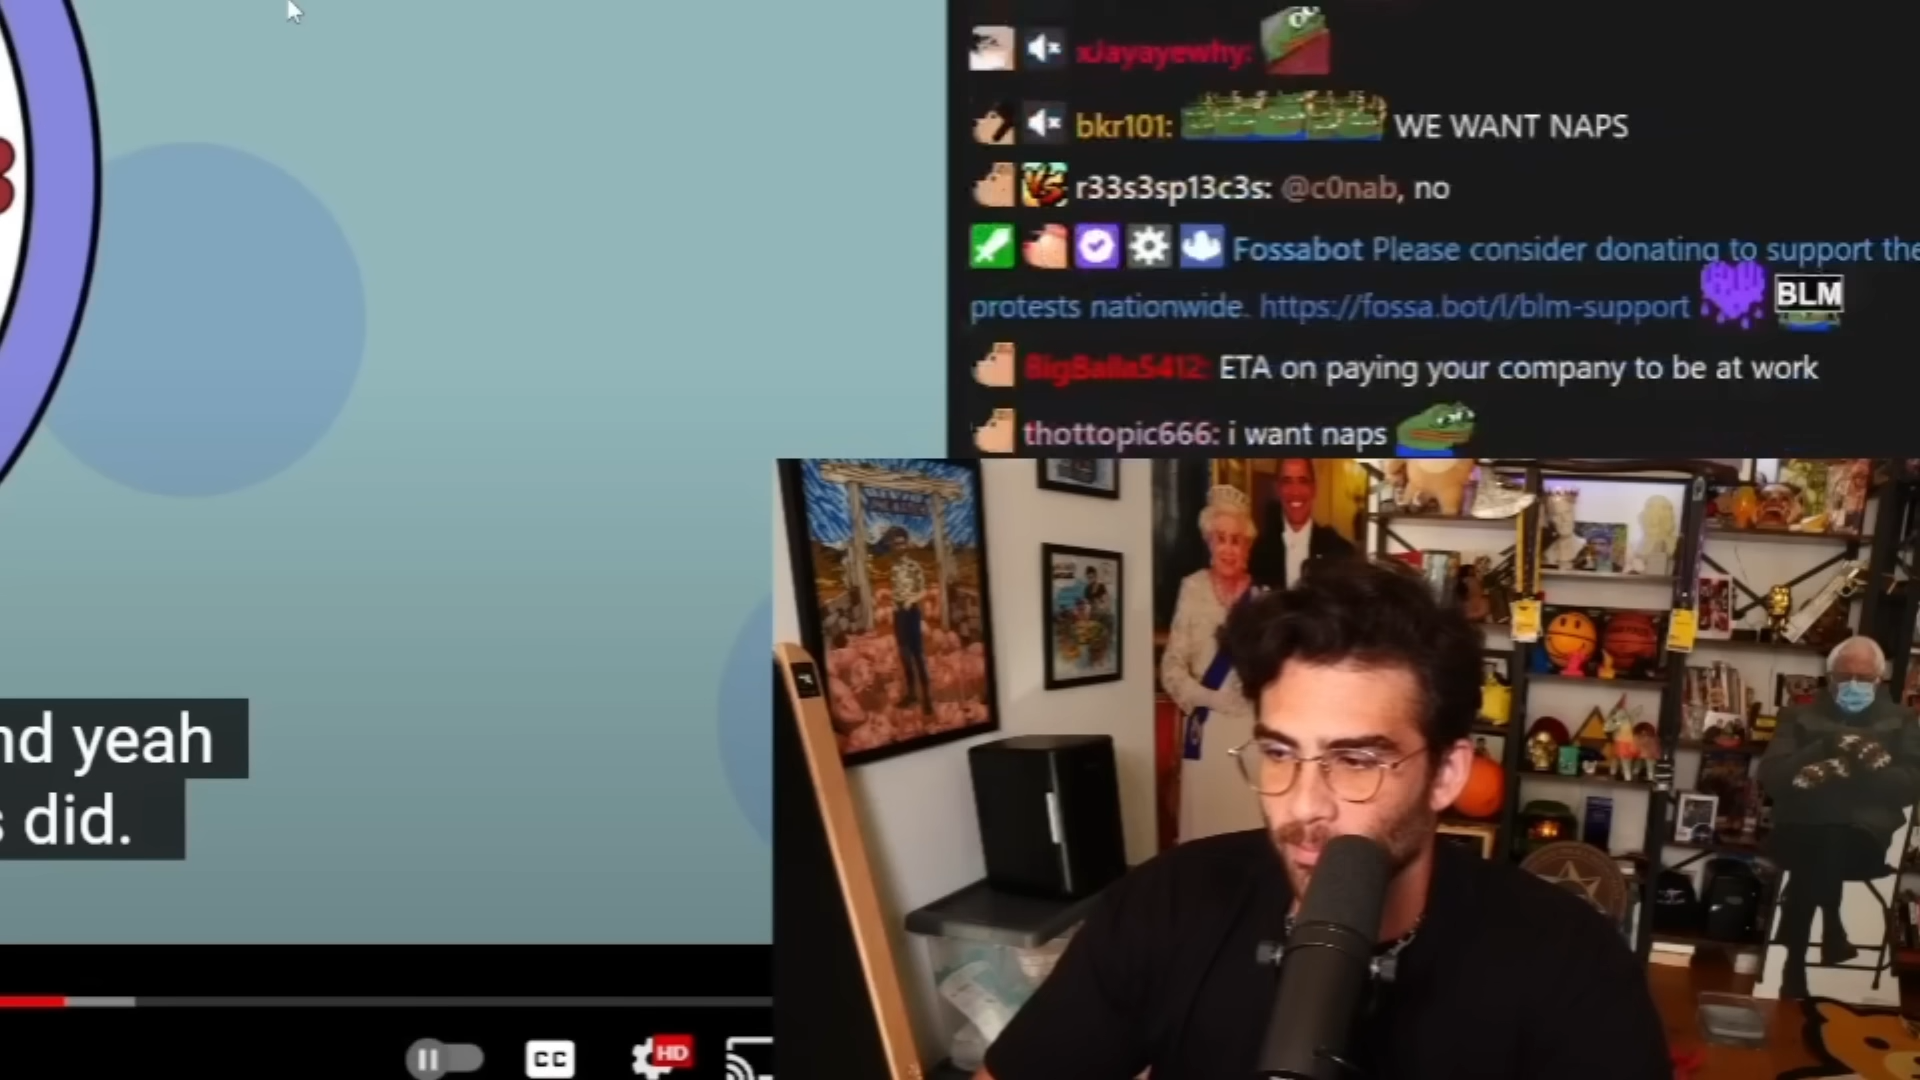 xJayayewhy:
bkr101: WE WANT NAPS
r33s3sp13c3s: @c0nab, no
Fossabot Please consider donating to support the
protests nationwide. https://fossa.bot/l/blm-support BLM
BigBalla5412: ETA on paying your company to be at work
thottopic666: i want naps
nd yeah
s did.
CC HD